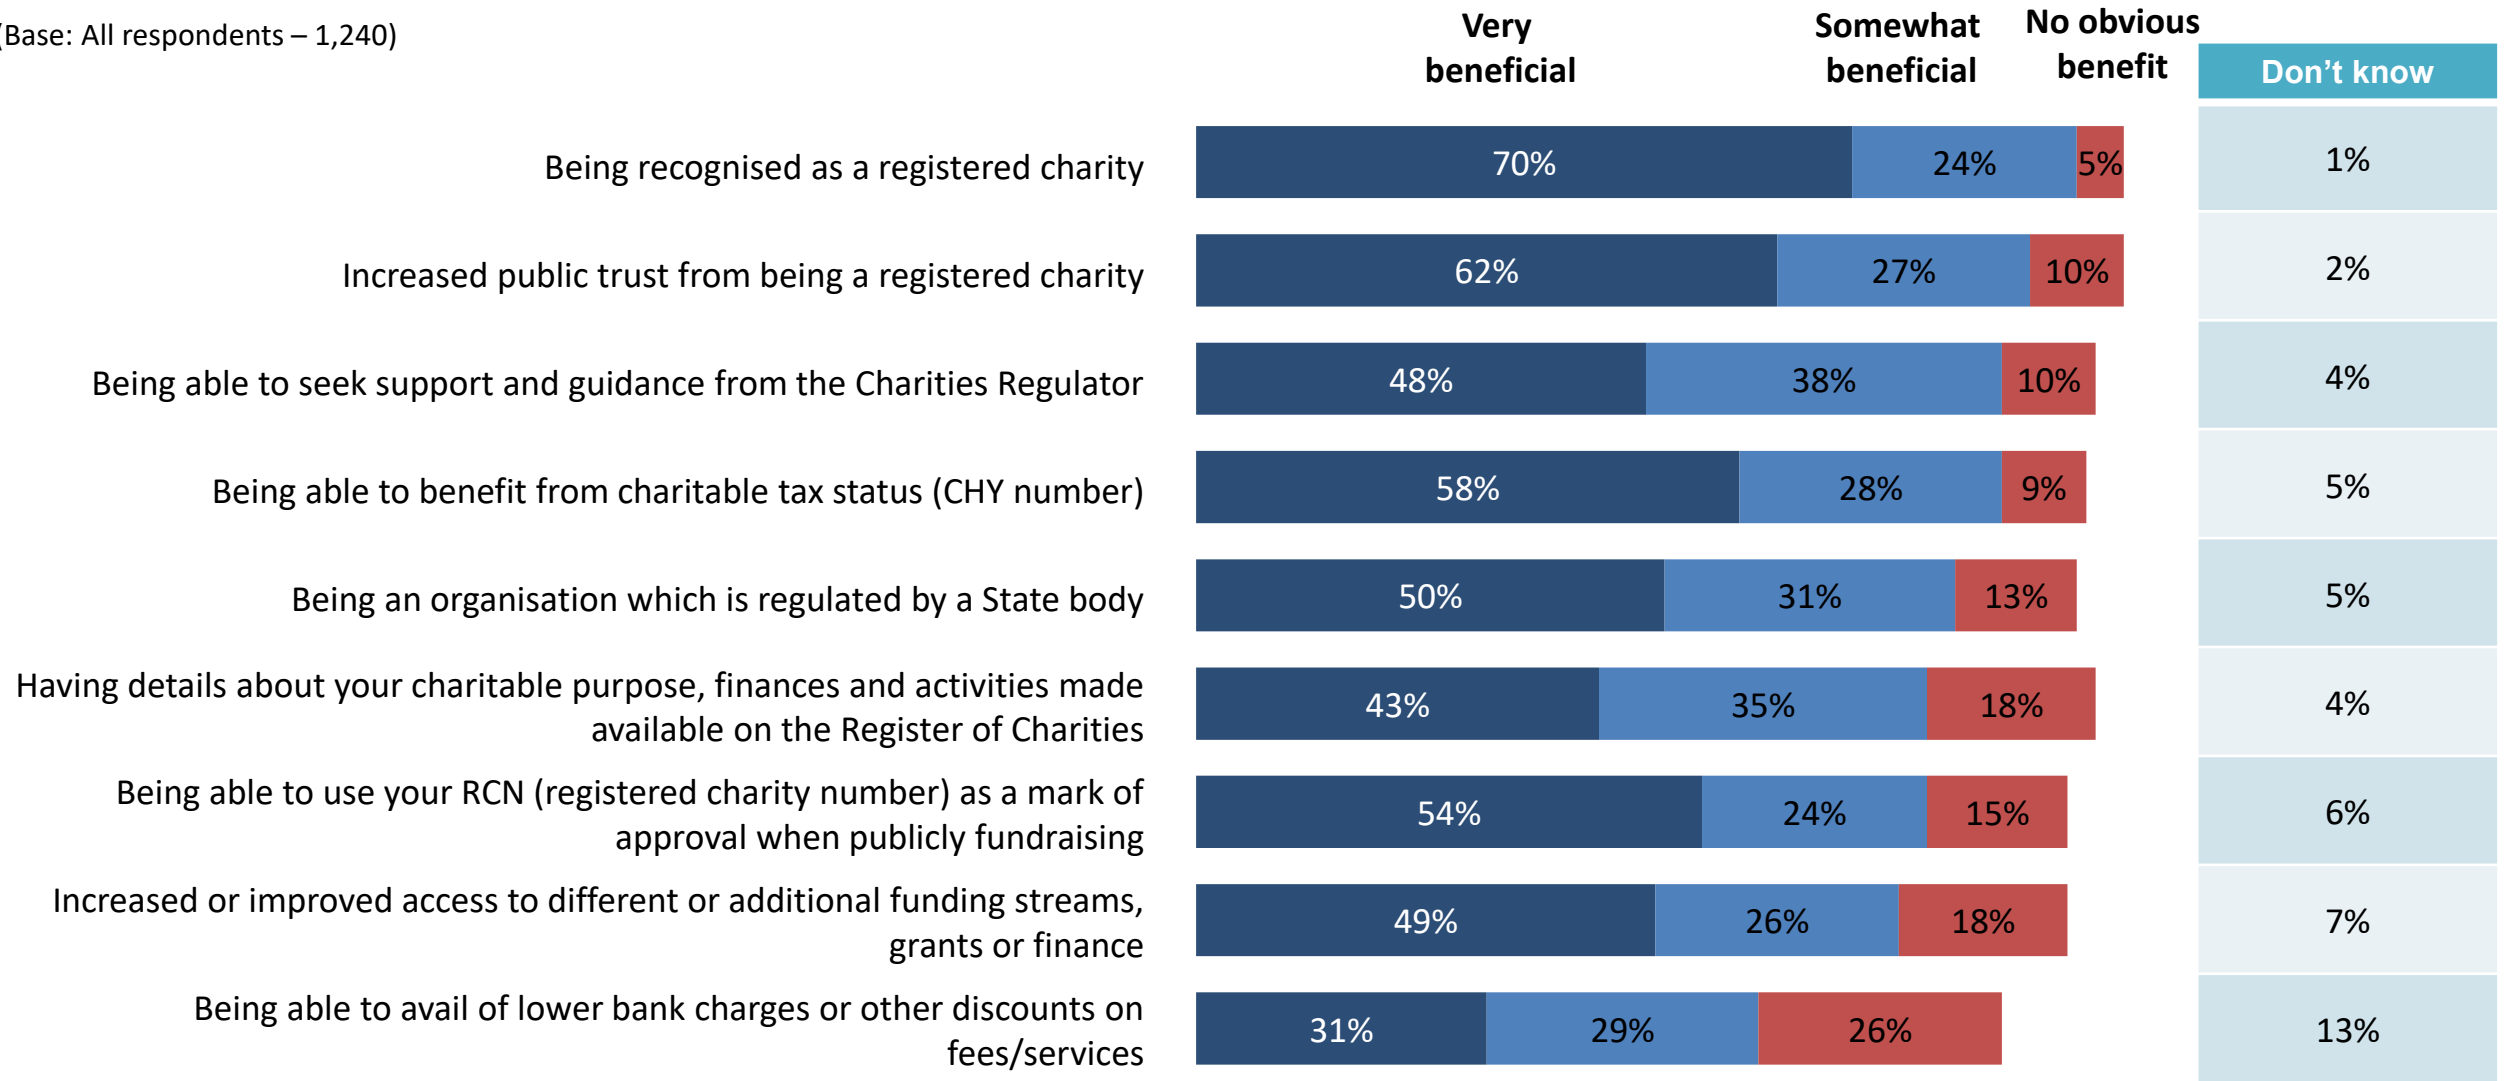 (Base: All respondents – 1,240)
Very
beneficial
Somewhat
beneficial
No obvious
benefit
Don't know
Being recognised as a registered charity
70%
24%
5%
1%
Increased public trust from being a registered charity
62%
27%
10%
2%
Being able to seek support and guidance from the Charities Regulator
48%
38%
10%
4%
Being able to benefit from charitable tax status (CHY number)
58%
28%
9%
5%
Being an organisation which is regulated by a State body
50%
31%
13%
5%
Having details about your charitable purpose, finances and activities made
available on the Register of Charities
43%
35%
18%
4%
Being able to use your RCN (registered charity number) as a mark of
approval when publicly fundraising
54%
24%
15%
6%
Increased or improved access to different or additional funding streams,
grants or finance
49%
26%
18%
7%
Being able to avail of lower bank charges or other discounts on
fees/services
31%
29%
26%
13%